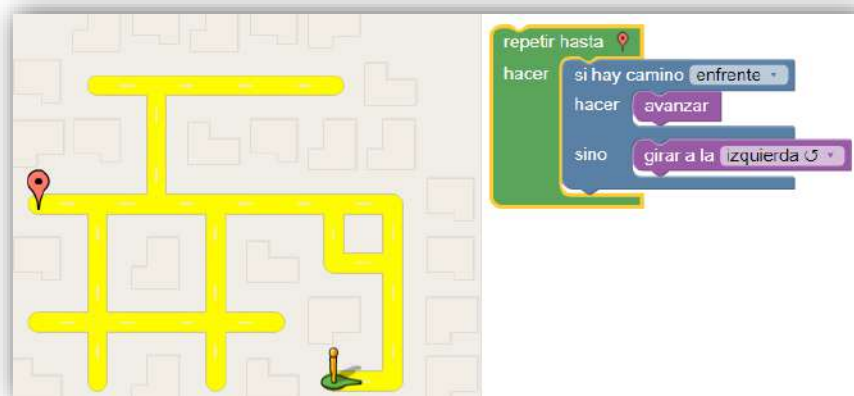 repetir hasta
hacer si hay camino enfrente
hacer avanzar
sino girar a la izquierda ↺